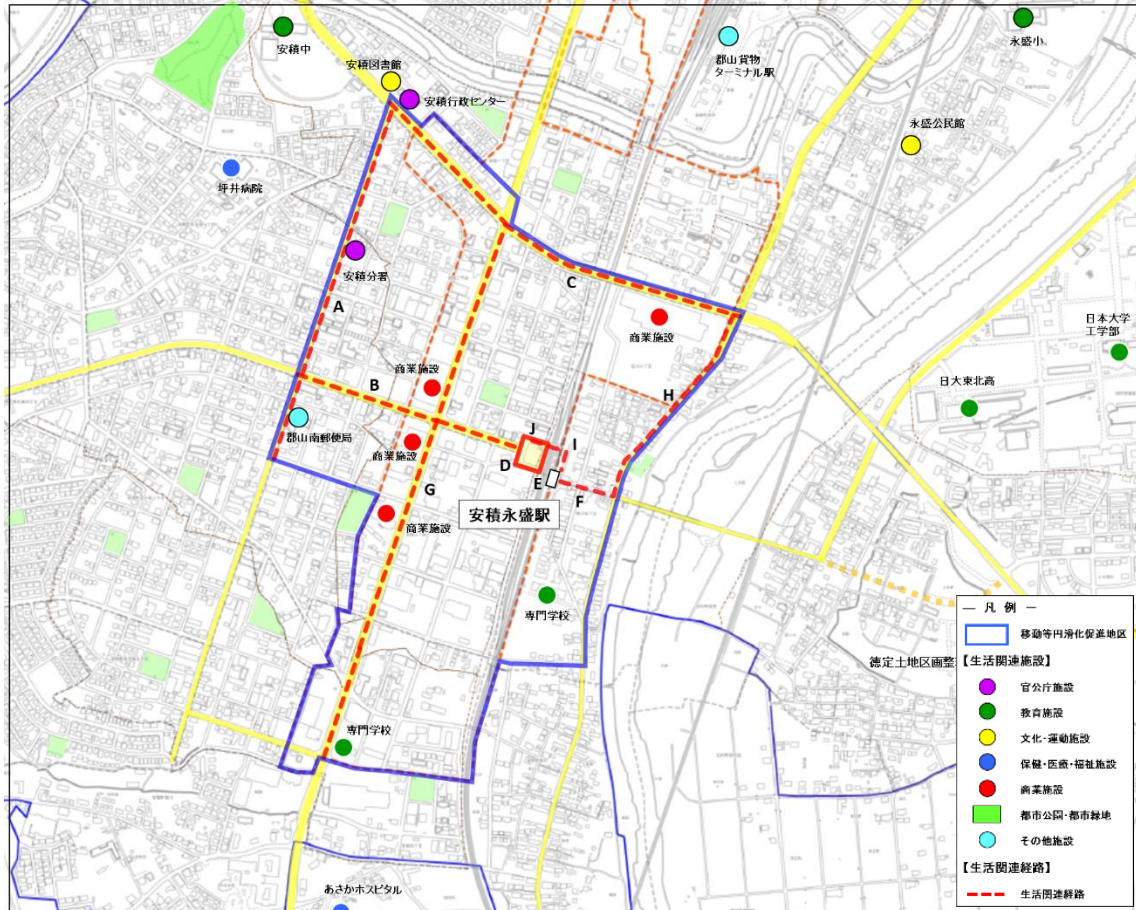 安積中
永盛小
安積図書館
郡山貨物
ターミナル駅
安積行政センター
永盛公民館
坪井病院
安積分署
A
C
商業施設
日本大学
工学部
B
商業施設
H
日大東北高
郡山南郵便局
J
I
商業施設
D
E
G
F
安積永盛駅
商業施設
専門学校
徳定土地区画整
専門学校
あさかホスピタル
― 凡 例 ―
移動等円滑化促進地区
【生活関連施設】
官公庁施設
教育施設
文化・運動施設
保健・医療・福祉施設
商業施設
都市公園・都市緑地
その他施設
【生活関連経路】
生活関連経路